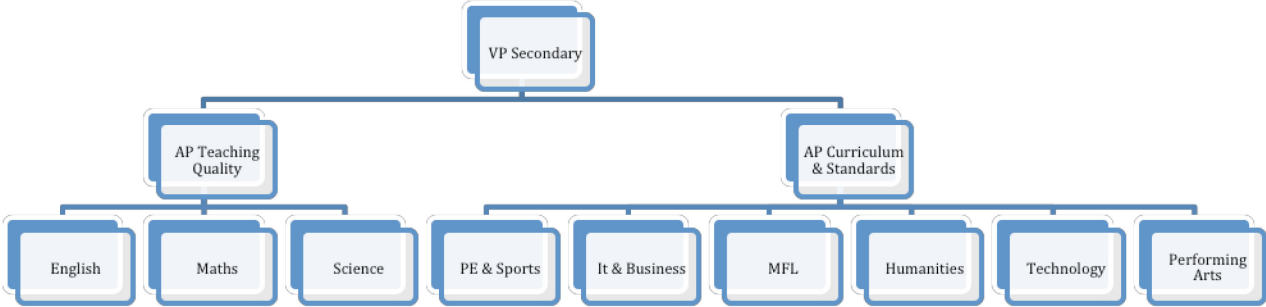 VP Secondary
AP Teaching
Quality
AP Curriculum
& Standards
English
Maths
Science
PE & Sports
It & Business
MFL
Humanities
Technology
Performing
Arts